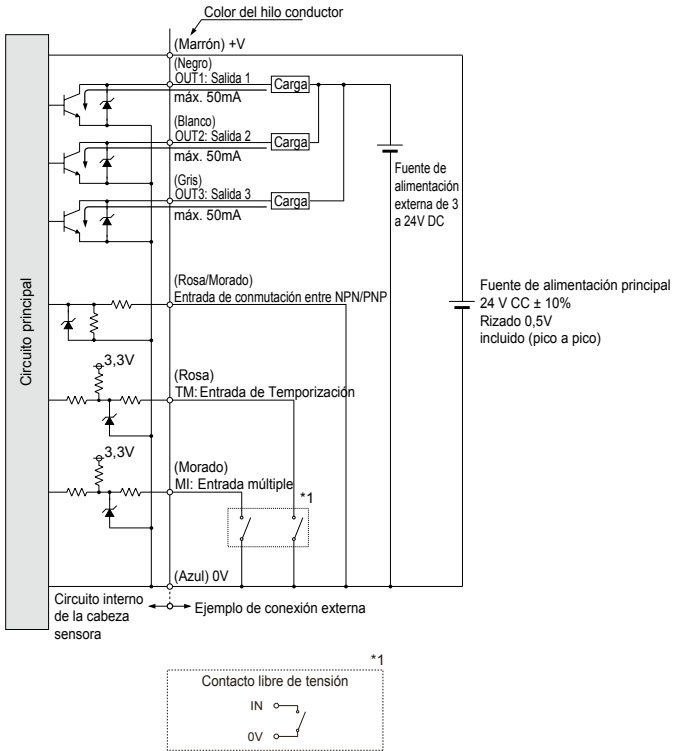 Color del hilo conductor
(Marrón) +V
(Negro)
OUT1: Salida 1
Carga
máx. 50mA
(Blanco)
OUT2: Salida 2
Carga
máx. 50mA
(Gris)
OUT3: Salida 3
Carga
máx. 50mA
Fuente de
alimentación
externa de 3
a 24V DC
Circuito principal
(Rosa/Morado)
Entrada de conmutación entre NPN/PNP
Fuente de alimentación principal
24 V CC ± 10%
Rizado 0,5V
incluido (pico a pico)
3,3V
(Rosa)
TM: Entrada de Temporización
3,3V
(Morado)
MI: Entrada múltiple
*1
(Azul) 0V
Circuito interno
de la cabeza
sensora
Ejemplo de conexión externa
*1
Contacto libre de tensión
IN
0V